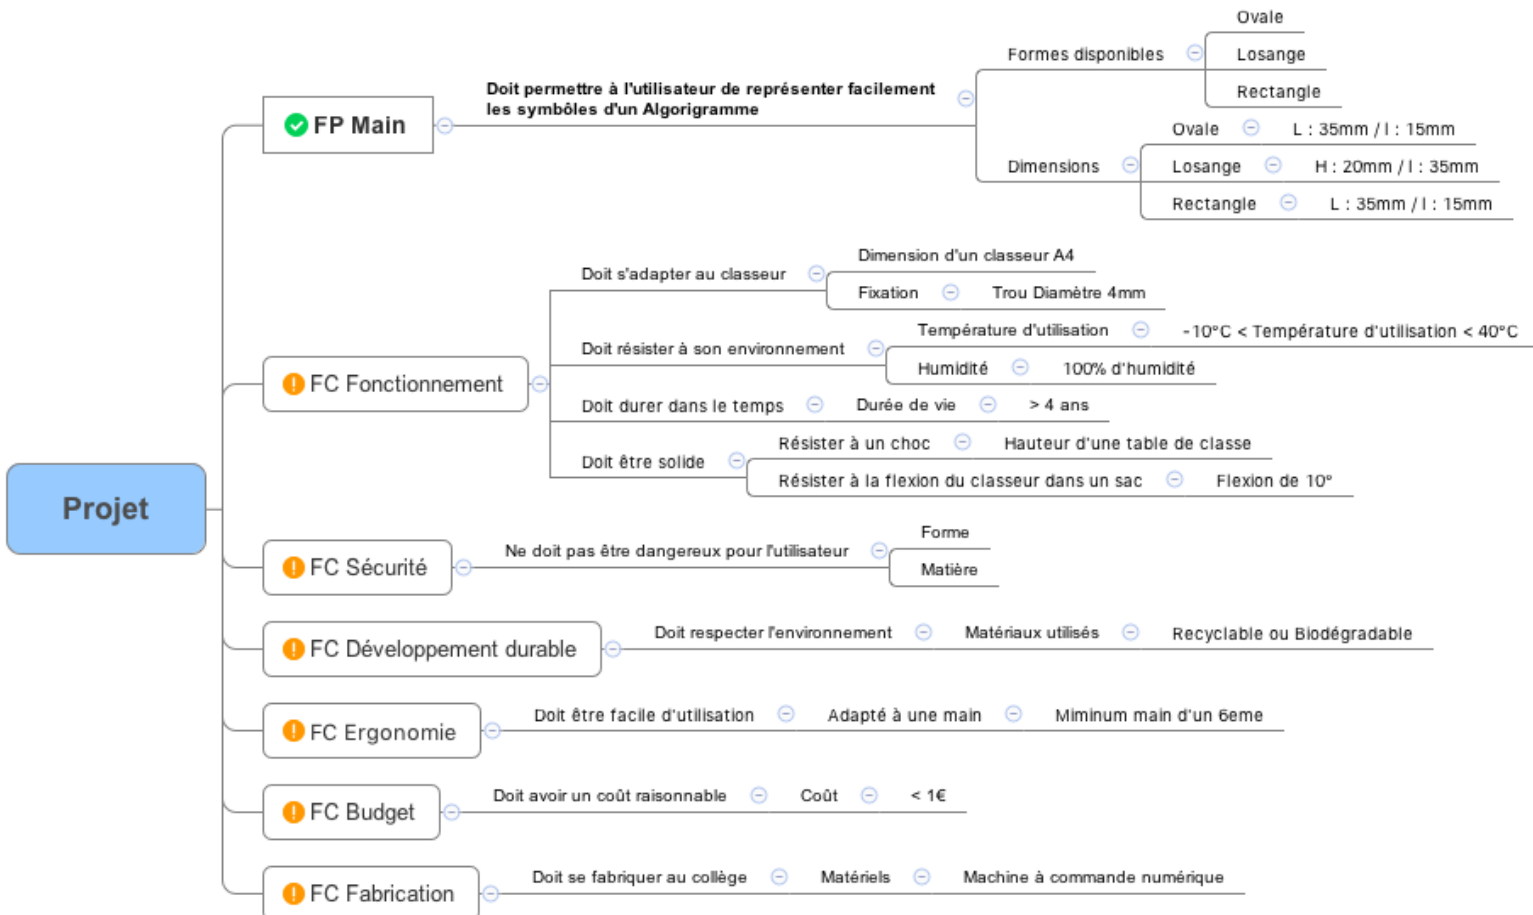 Projet
FP Main
Doit permettre à l'utilisateur de représenter facilement
les symbôles d'un Algorigramme
Formes disponibles
Ovale
Losange
Rectangle
Dimensions
Ovale
L : 35mm / l : 15mm
Losange
H : 20mm / l : 35mm
Rectangle
L : 35mm / l : 15mm
FC Fonctionnement
Doit s'adapter au classeur
Dimension d'un classeur A4
Fixation
Trou Diamètre 4mm
Doit résister à son environnement
Température d'utilisation
-10°C < Température d'utilisation < 40°C
Humidité
100% d'humidité
Doit durer dans le temps
Durée de vie
> 4 ans
Doit être solide
Résister à un choc
Hauteur d'une table de classe
Résister à la flexion du classeur dans un sac
Flexion de 10°
FC Sécurité
Ne doit pas être dangereux pour l'utilisateur
Forme
Matière
FC Développement durable
Doit respecter l'environnement
Matériaux utilisés
Recyclable ou Biodégradable
FC Ergonomie
Doit être facile d'utilisation
Adapté à une main
Miminum main d'un 6eme
FC Budget
Doit avoir un coût raisonnable
Coût
< 1€
FC Fabrication
Doit se fabriquer au collège
Matériels
Machine à commande numérique